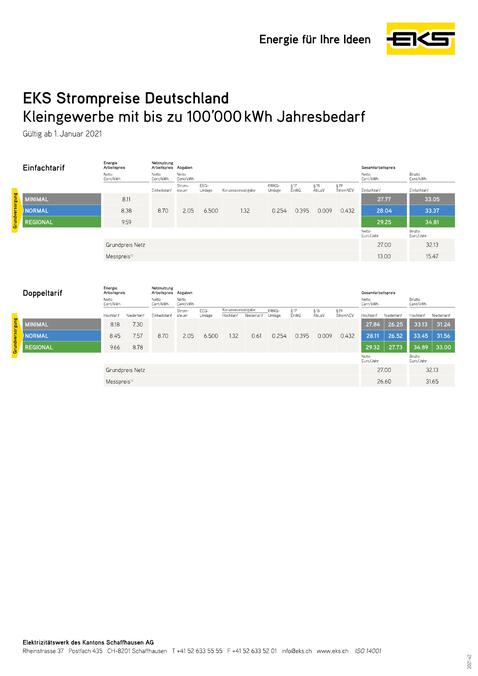 Energie für Ihre Ideen
EKS
EKS Strompreise Deutschland
Kleingewerbe mit bis zu 100'000 kWh Jahresbedarf
Gültig ab 1. Januar 2021
Einfachtarif
Energie Netznutzung
Arbeitspreis Arbeitspreis Abgaben Gesamtarbeitspreis
Netto Netto Netto Netto Brutto
Cent/kWh Cent/kWh Cent/kWh Cent/kWh Cent/kWh
Einheitstarif Strom-steuer EEG-Umlage Konzessionsabgabe KWKG-Umlage § 17 EnWG § 18 AbLaV § 19 StromNEV Einfachtarif Einfachtarif
Grundversorgung
MINIMAL 8.11 27.77 33.05
NORMAL 8.38 8.70 2.05 6.500 1.32 0.254 0.395 0.009 0.432 28.04 33.37
REGIONAL 9.59 29.25 34.81
Netto Brutto
Euro/Jahr Euro/Jahr
Grundpreis Netz 27.00 32.13
Messpreis 13.00 15.47
Doppeltarif
Energie Netznutzung
Arbeitspreis Arbeitspreis Abgaben Gesamtarbeitspreis
Netto Netto Netto Netto Brutto
Cent/kWh Cent/kWh Cent/kWh Cent/kWh Cent/kWh
Hochtarif Niedertarif Einheitstarif Strom-steuer EEG-Umlage Konzessionsabgabe Hochtarif Niedertarif KWKG-Umlage § 17 EnWG § 18 AbLaV § 19 StromNEV Hochtarif Niedertarif Hochtarif Niedertarif
Grundversorgung
MINIMAL 8.18 7.30 27.84 26.25 33.13 31.24
NORMAL 8.45 7.57 8.70 2.05 6.500 1.32 0.61 0.254 0.395 0.009 0.432 28.11 26.52 33.45 31.56
REGIONAL 9.66 8.78 29.32 27.73 34.89 33.00
Netto Brutto
Euro/Jahr Euro/Jahr
Grundpreis Netz 27.00 32.13
Messpreis 26.60 31.65
Elektrizitätswerk des Kantons Schaffhausen AG
Rheinstrasse 37 Postfach 435 CH-8201 Schaffhausen T +41 52 633 55 55 F +41 52 633 52 01 info@eks.ch www.eks.ch ISO 14001